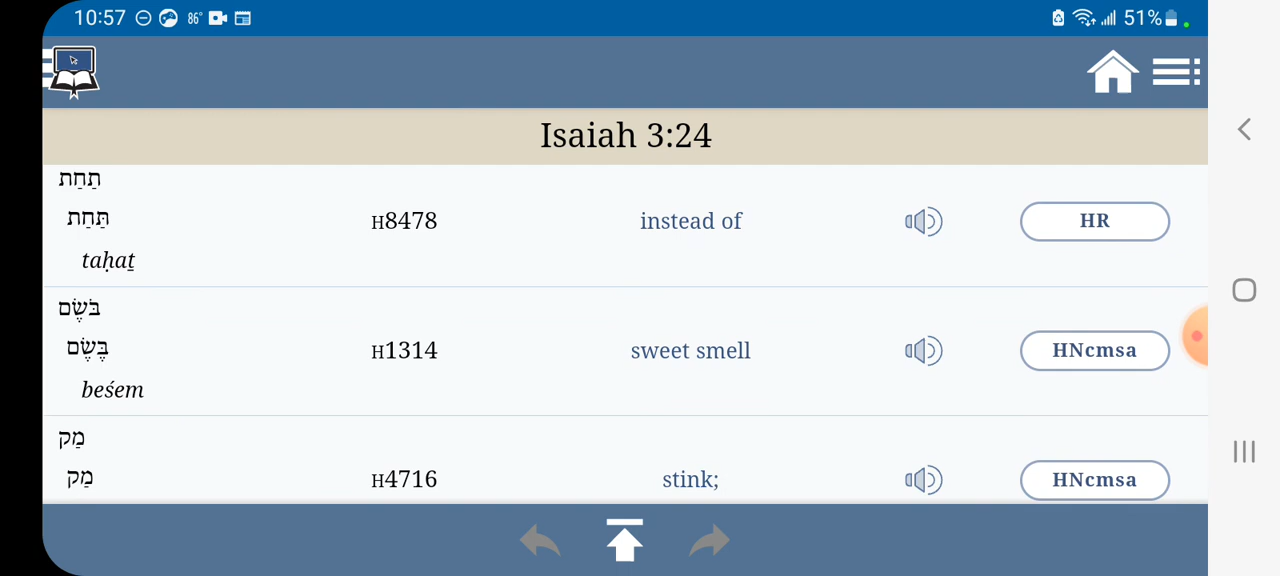 10:57 86° 51%
Isaiah 3:24
תַחַת
תַּחַת H8478 instead of HR
taḥaṯ
בֹּשֶׂם
בֶּשֶׂם H1314 sweet smell HNcmsa
beśem
מַק
מַק H4716 stink; HNcmsa